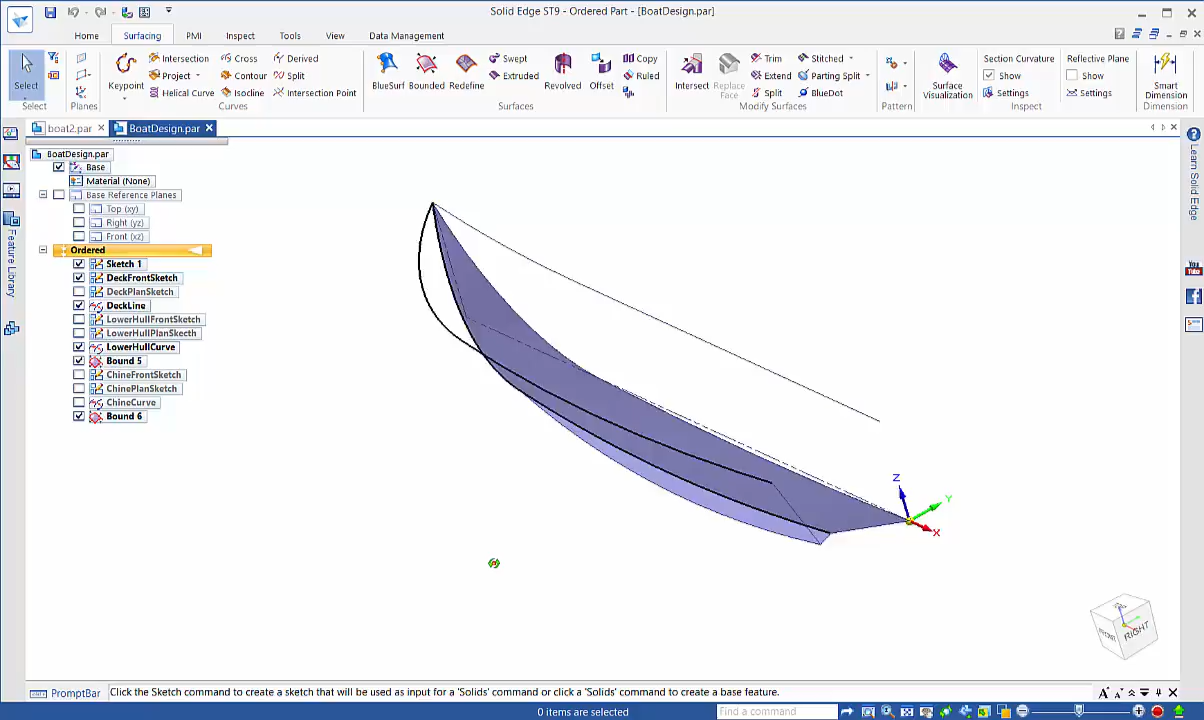 Solid Edge ST9 - Ordered Part - [BoatDesign.par]
Home Surfacing PMI Inspect Tools View Data Management
Select Keypoint Intersection Cross Derived BlueSurf Bounded Redefine Swept Revolved Offset Copy Intersect Replace Face Trim Stitched Section Curvature Reflective Plane Surface Visualization Smart Dimension
Project Contour Split Extruded Ruled Extend Parting Split Show Show
Helical Curve Isocline Intersection Point Split BlueDot Settings Settings
Select Planes Curves Surfaces Modify Surfaces Pattern Inspect Dimension
boat2.par BoatDesign.par
BoatDesign.par
Base
Material (None)
Base Reference Planes
Top (xy)
Right (yz)
Front (xz)
Ordered
Sketch 1
DeckFrontSketch
DeckPlanSketch
DeckLine
LowerHullFrontSketch
LowerHullPlanSkecth
LowerHullCurve
Bound 5
ChineFrontSketch
ChinePlanSketch
ChineCurve
Bound 6
Feature Library
Learn Solid Edge
You Tube
Z
Y
X
FRONT
RIGHT
PromptBar Click the Sketch command to create a sketch that will be used as input for a 'Solids' command or click a 'Solids' command to create a base feature.
0 items are selected Find a command